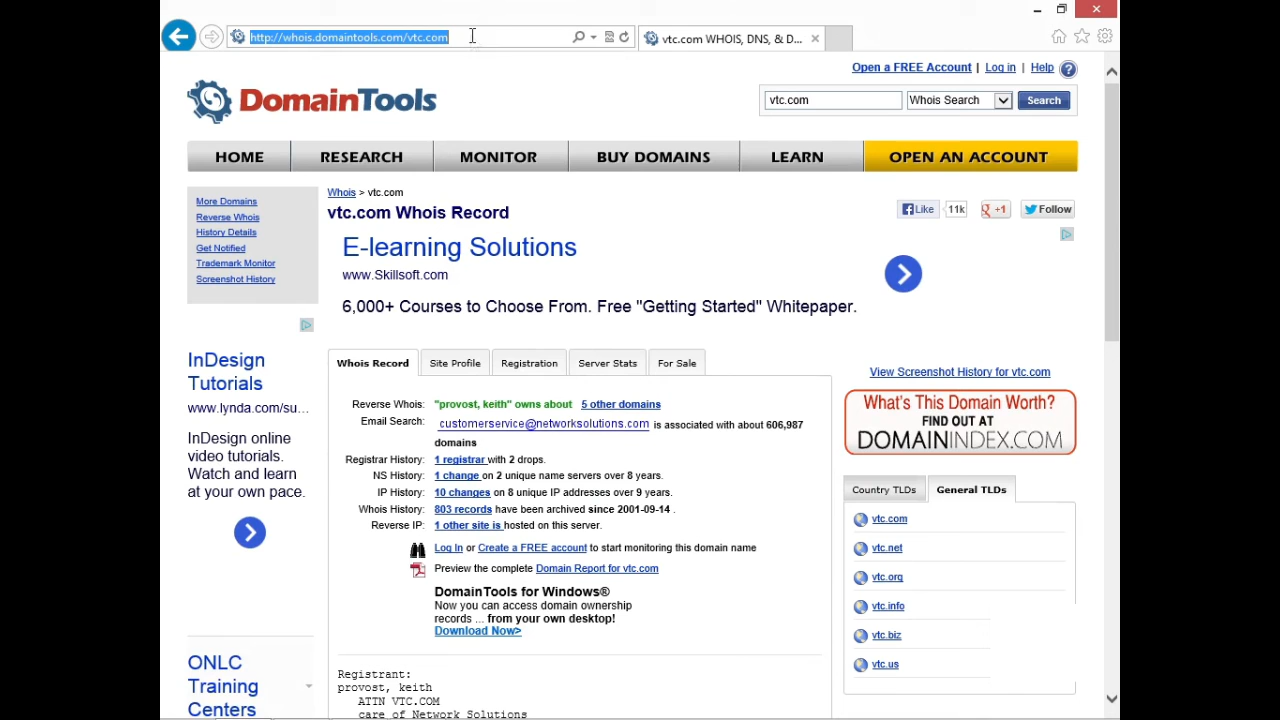 http://whois.domaintools.com/vtc.com
vtc.com WHOIS, DNS, & D...
Open a FREE Account | Log in | Help ?
DomainTools
vtc.com Whois Search Search
HOME RESEARCH MONITOR BUY DOMAINS LEARN OPEN AN ACCOUNT
More Domains
Reverse Whois
History Details
Get Notified
Trademark Monitor
Screenshot History
Whois > vtc.com
vtc.com Whois Record
Like 11k +1 Follow
E-learning Solutions
www.Skillsoft.com
6,000+ Courses to Choose From. Free "Getting Started" Whitepaper.
InDesign
Tutorials
www.lynda.com/su...
InDesign online
video tutorials.
Watch and learn
at your own pace.
ONLC
Training
Centers
Whois Record Site Profile Registration Server Stats For Sale
Reverse Whois: "provost, keith" owns about 5 other domains
Email Search: customerservice@networksolutions.com is associated with about 606,987
domains
Registrar History: 1 registrar with 2 drops.
NS History: 1 change on 2 unique name servers over 8 years.
IP History: 10 changes on 8 unique IP addresses over 9 years.
Whois History: 803 records have been archived since 2001-09-14 .
Reverse IP: 1 other site is hosted on this server.
Log In or Create a FREE account to start monitoring this domain name
Preview the complete Domain Report for vtc.com
DomainTools for Windows®
Now you can access domain ownership
records ... from your own desktop!
Download Now>
Registrant:
provost, keith
ATTN VTC.COM
care of Network Solutions
View Screenshot History for vtc.com
What's This Domain Worth?
FIND OUT AT
DOMAININDEX.COM
Country TLDs General TLDs
vtc.com
vtc.net
vtc.org
vtc.info
vtc.biz
vtc.us